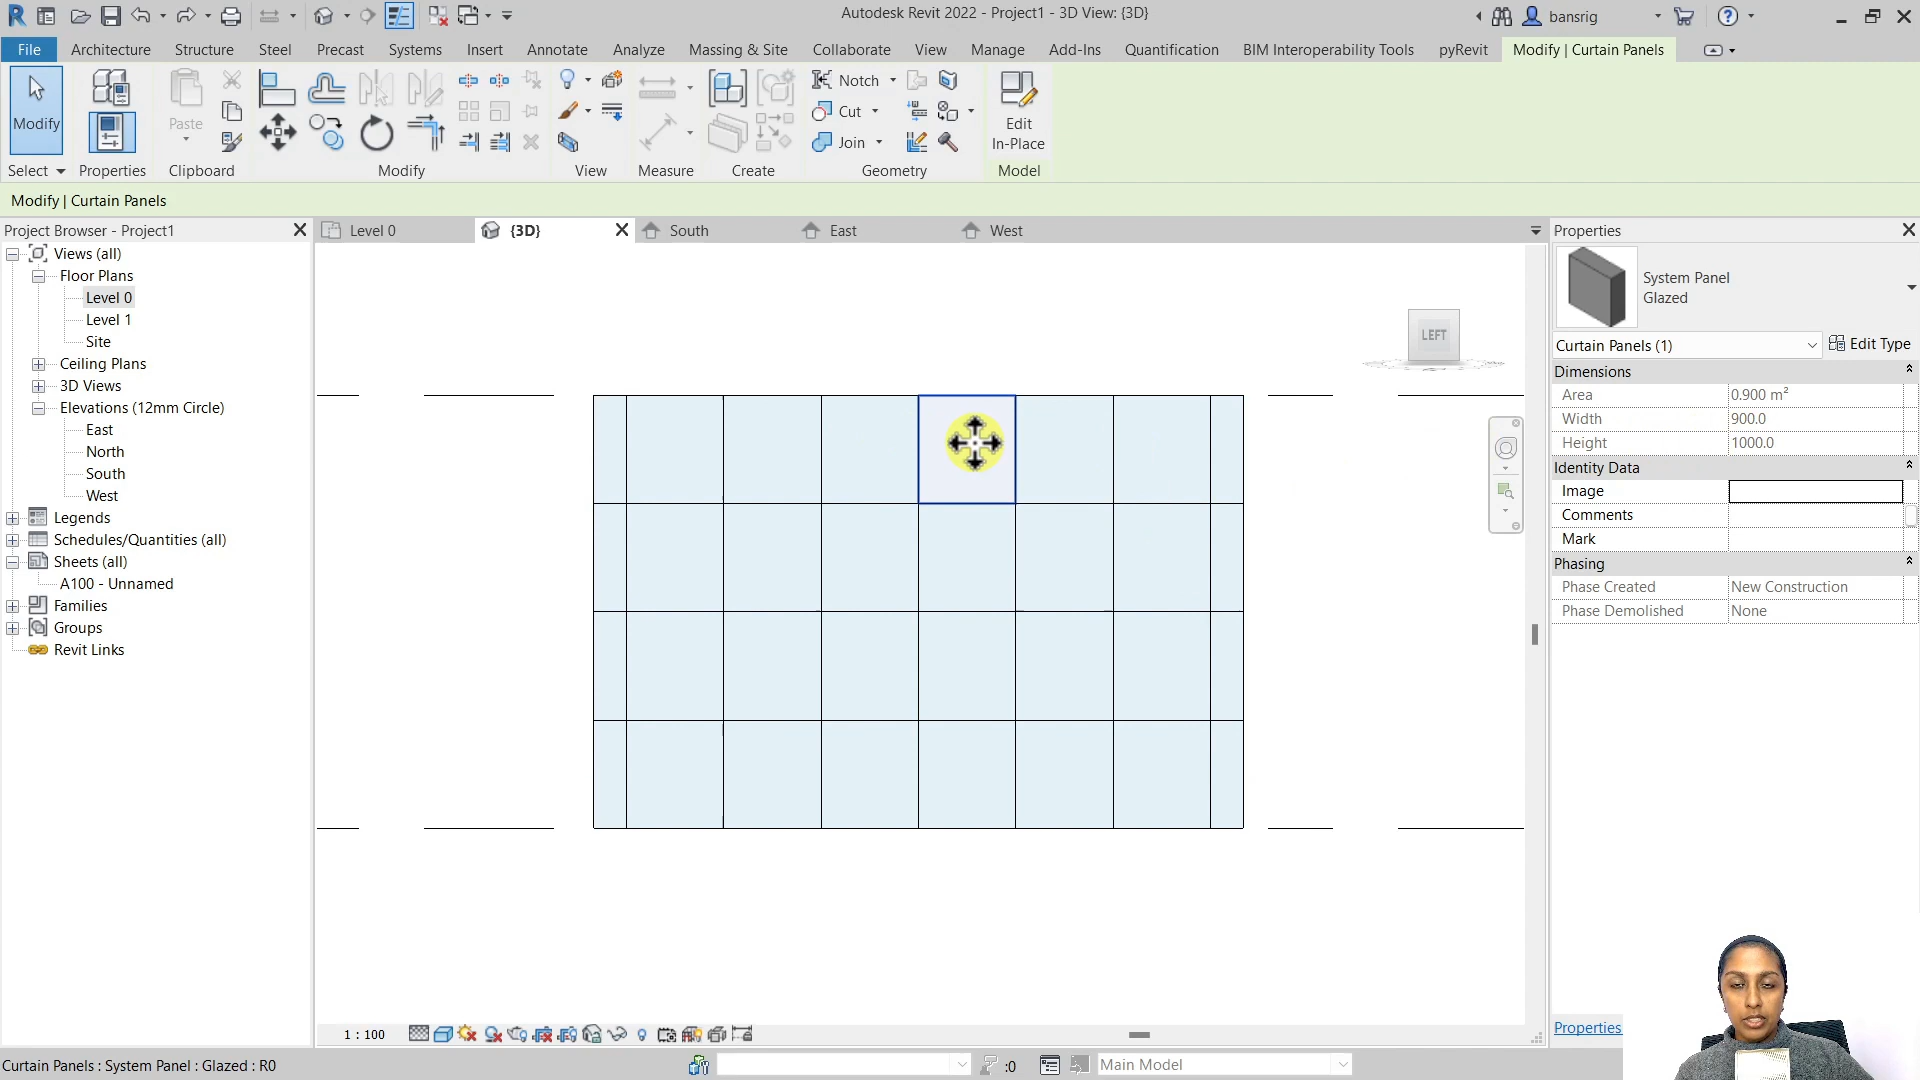 Autodesk Revit 2022 - Project1 - 3D View: {3D}
bansrig
File
Architecture
Structure
Steel
Precast
Systems
Insert
Annotate
Analyze
Massing & Site
Collaborate
View
Manage
Add-Ins
Quantification
BIM Interoperability Tools
pyRevit
Modify | Curtain Panels
Modify
Paste
Notch
Cut
Join
Edit
In-Place
Select
Properties
Clipboard
Modify
View
Measure
Create
Geometry
Model
Modify | Curtain Panels
Project Browser - Project1
Views (all)
Floor Plans
Level 0
Level 1
Site
Ceiling Plans
3D Views
Elevations (12mm Circle)
East
North
South
West
Legends
Schedules/Quantities (all)
Sheets (all)
A100 - Unnamed
Families
Groups
Revit Links
Level 0
{3D}
South
East
West
LEFT
1 : 100
Properties
System Panel
Glazed
Curtain Panels (1)
Edit Type
Dimensions
Area 0.900 m²
Width 900.0
Height 1000.0
Identity Data
Image
Comments
Mark
Phasing
Phase Created New Construction
Phase Demolished None
Properties
Curtain Panels : System Panel : Glazed : R0
:0
Main Model